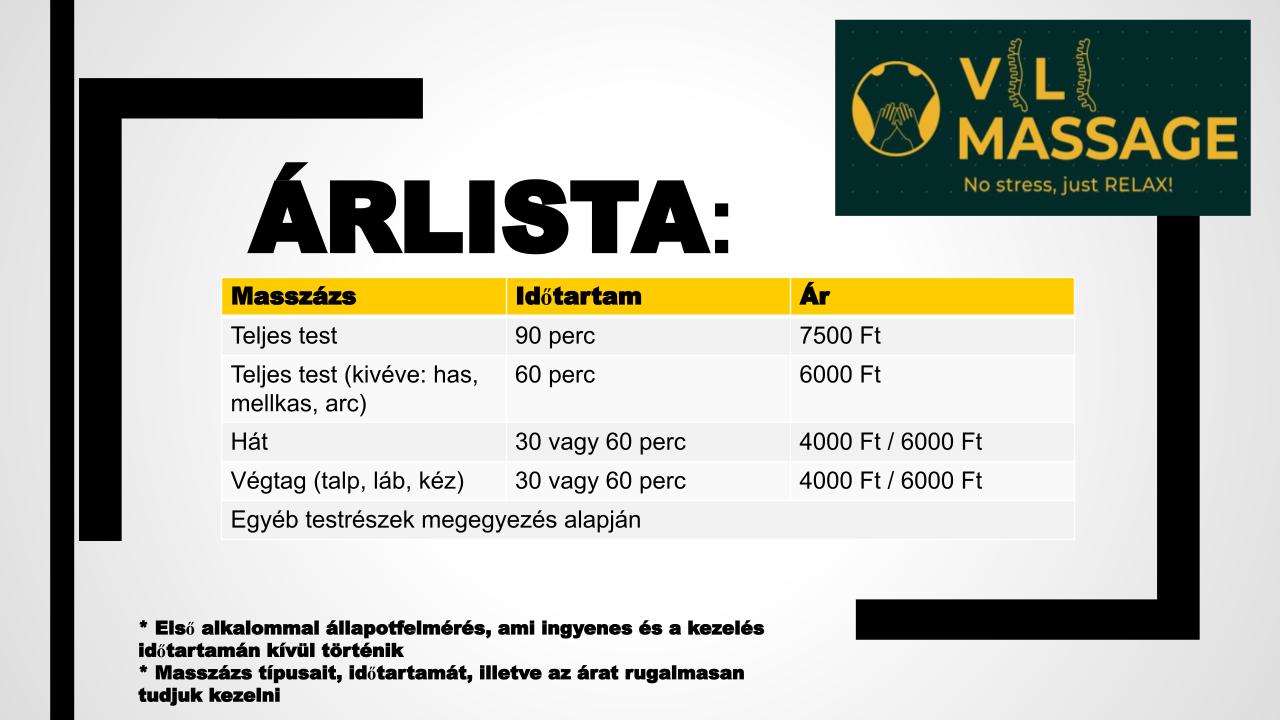 VILI
MASSAGE
No stress, just RELAX!
ÁRLISTA:
Masszázs Időtartam Ár
Teljes test 90 perc 7500 Ft
Teljes test (kivéve: has, 60 perc 6000 Ft
mellkas, arc)
Hát 30 vagy 60 perc 4000 Ft / 6000 Ft
Végtag (talp, láb, kéz) 30 vagy 60 perc 4000 Ft / 6000 Ft
Egyéb testrészek megegyezés alapján
* Első alkalommal állapotfelmérés, ami ingyenes és a kezelés
időtartamán kívül történik
* Masszázs típusait, időtartamát, illetve az árat rugalmasan
tudjuk kezelni